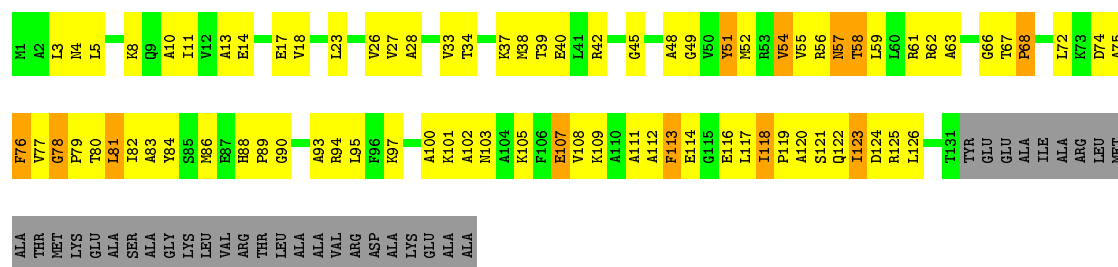 M1 A2 L3 N4 L5 K8 Q9 A10 I11 V12 A13 E14 E17 V18 L23 V26 V27 A28 V33 T34 K37 M38 T39 E40 L41 R42 G45 A48 G49 V50 Y51 M52 R53 V54 V55 R56 N57 T58 L59 L60 R61 R62 A63 G66 T67 P68 L72 K73 D74 A75
F76 V77 G78 P79 T80 L81 I82 A83 Y84 S85 M86 E87 H88 P89 G90 A93 R94 L95 F96 K97 A100 K101 A102 N103 A104 K105 F106 E107 V108 K109 A110 A111 A112 F113 E114 G115 E116 L117 I118 P119 A120 S121 Q122 I123 D124 R125 L126 T131 TYR GLU GLU ALA ILE ALA ARG LEU MET
ALA THR MET LYS GLU ALA SER ALA GLY LYS LEU VAL ARG THR LEU ALA ALA VAL ARG ASP ALA LYS GLU ALA ALA